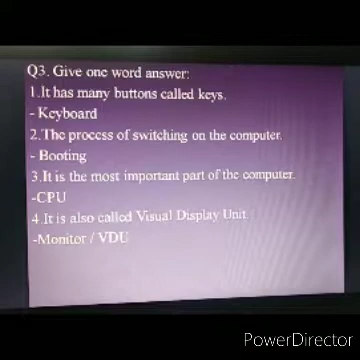 Q3. Give one word answer:
1.It has many buttons called keys.
- Keyboard
2.The process of switching on the computer.
- Booting
3.It is the most important part of the computer.
-CPU
4.It is also called Visual Display Unit
-Monitor / VDU
PowerDirector